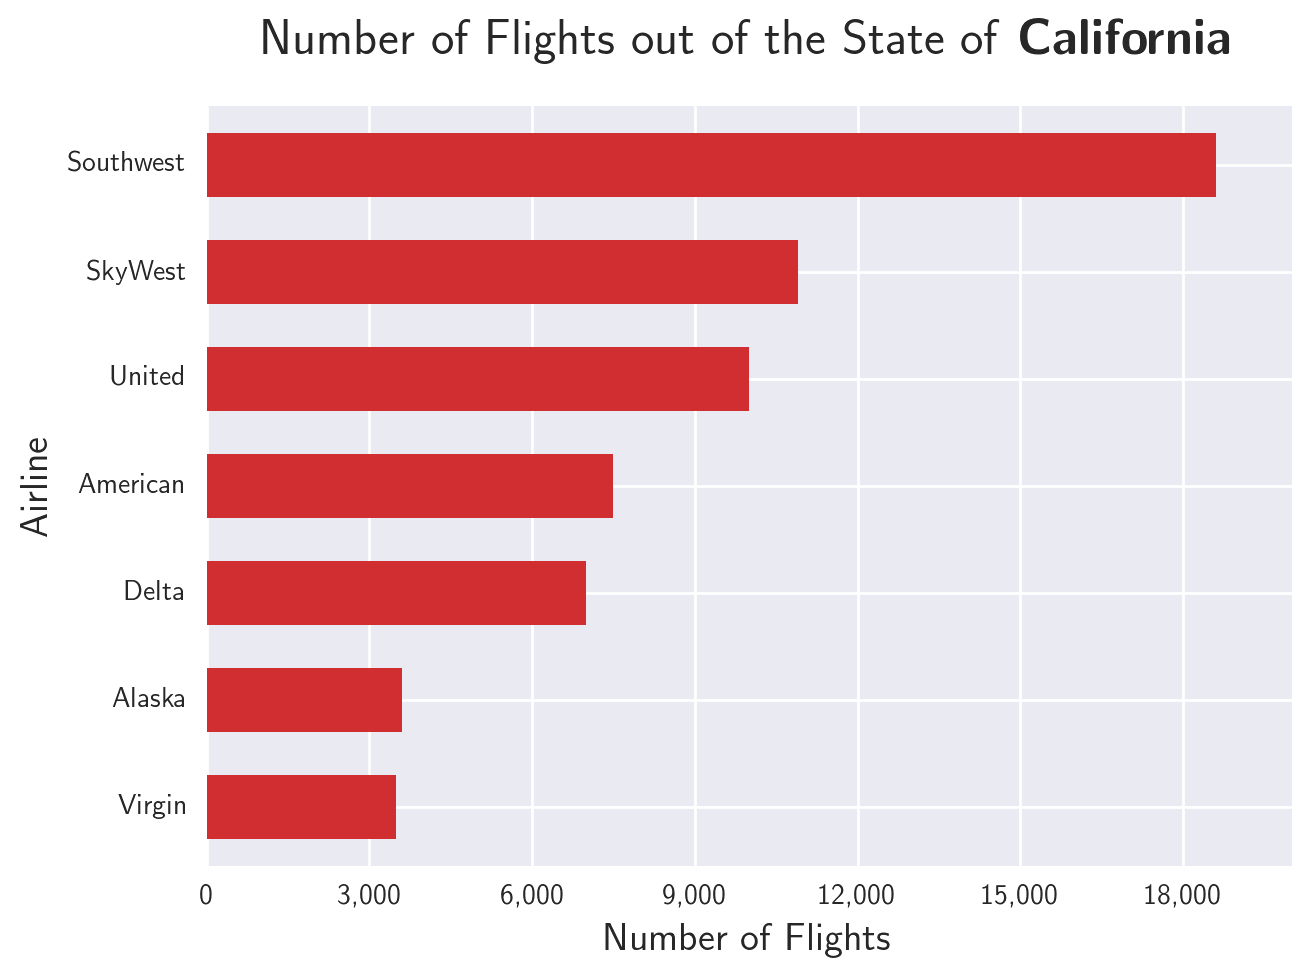 Number of Flights out of the State of California
Southwest
SkyWest
United
American
Delta
Alaska
Virgin
Airline
0 3,000 6,000 9,000 12,000 15,000 18,000
Number of Flights